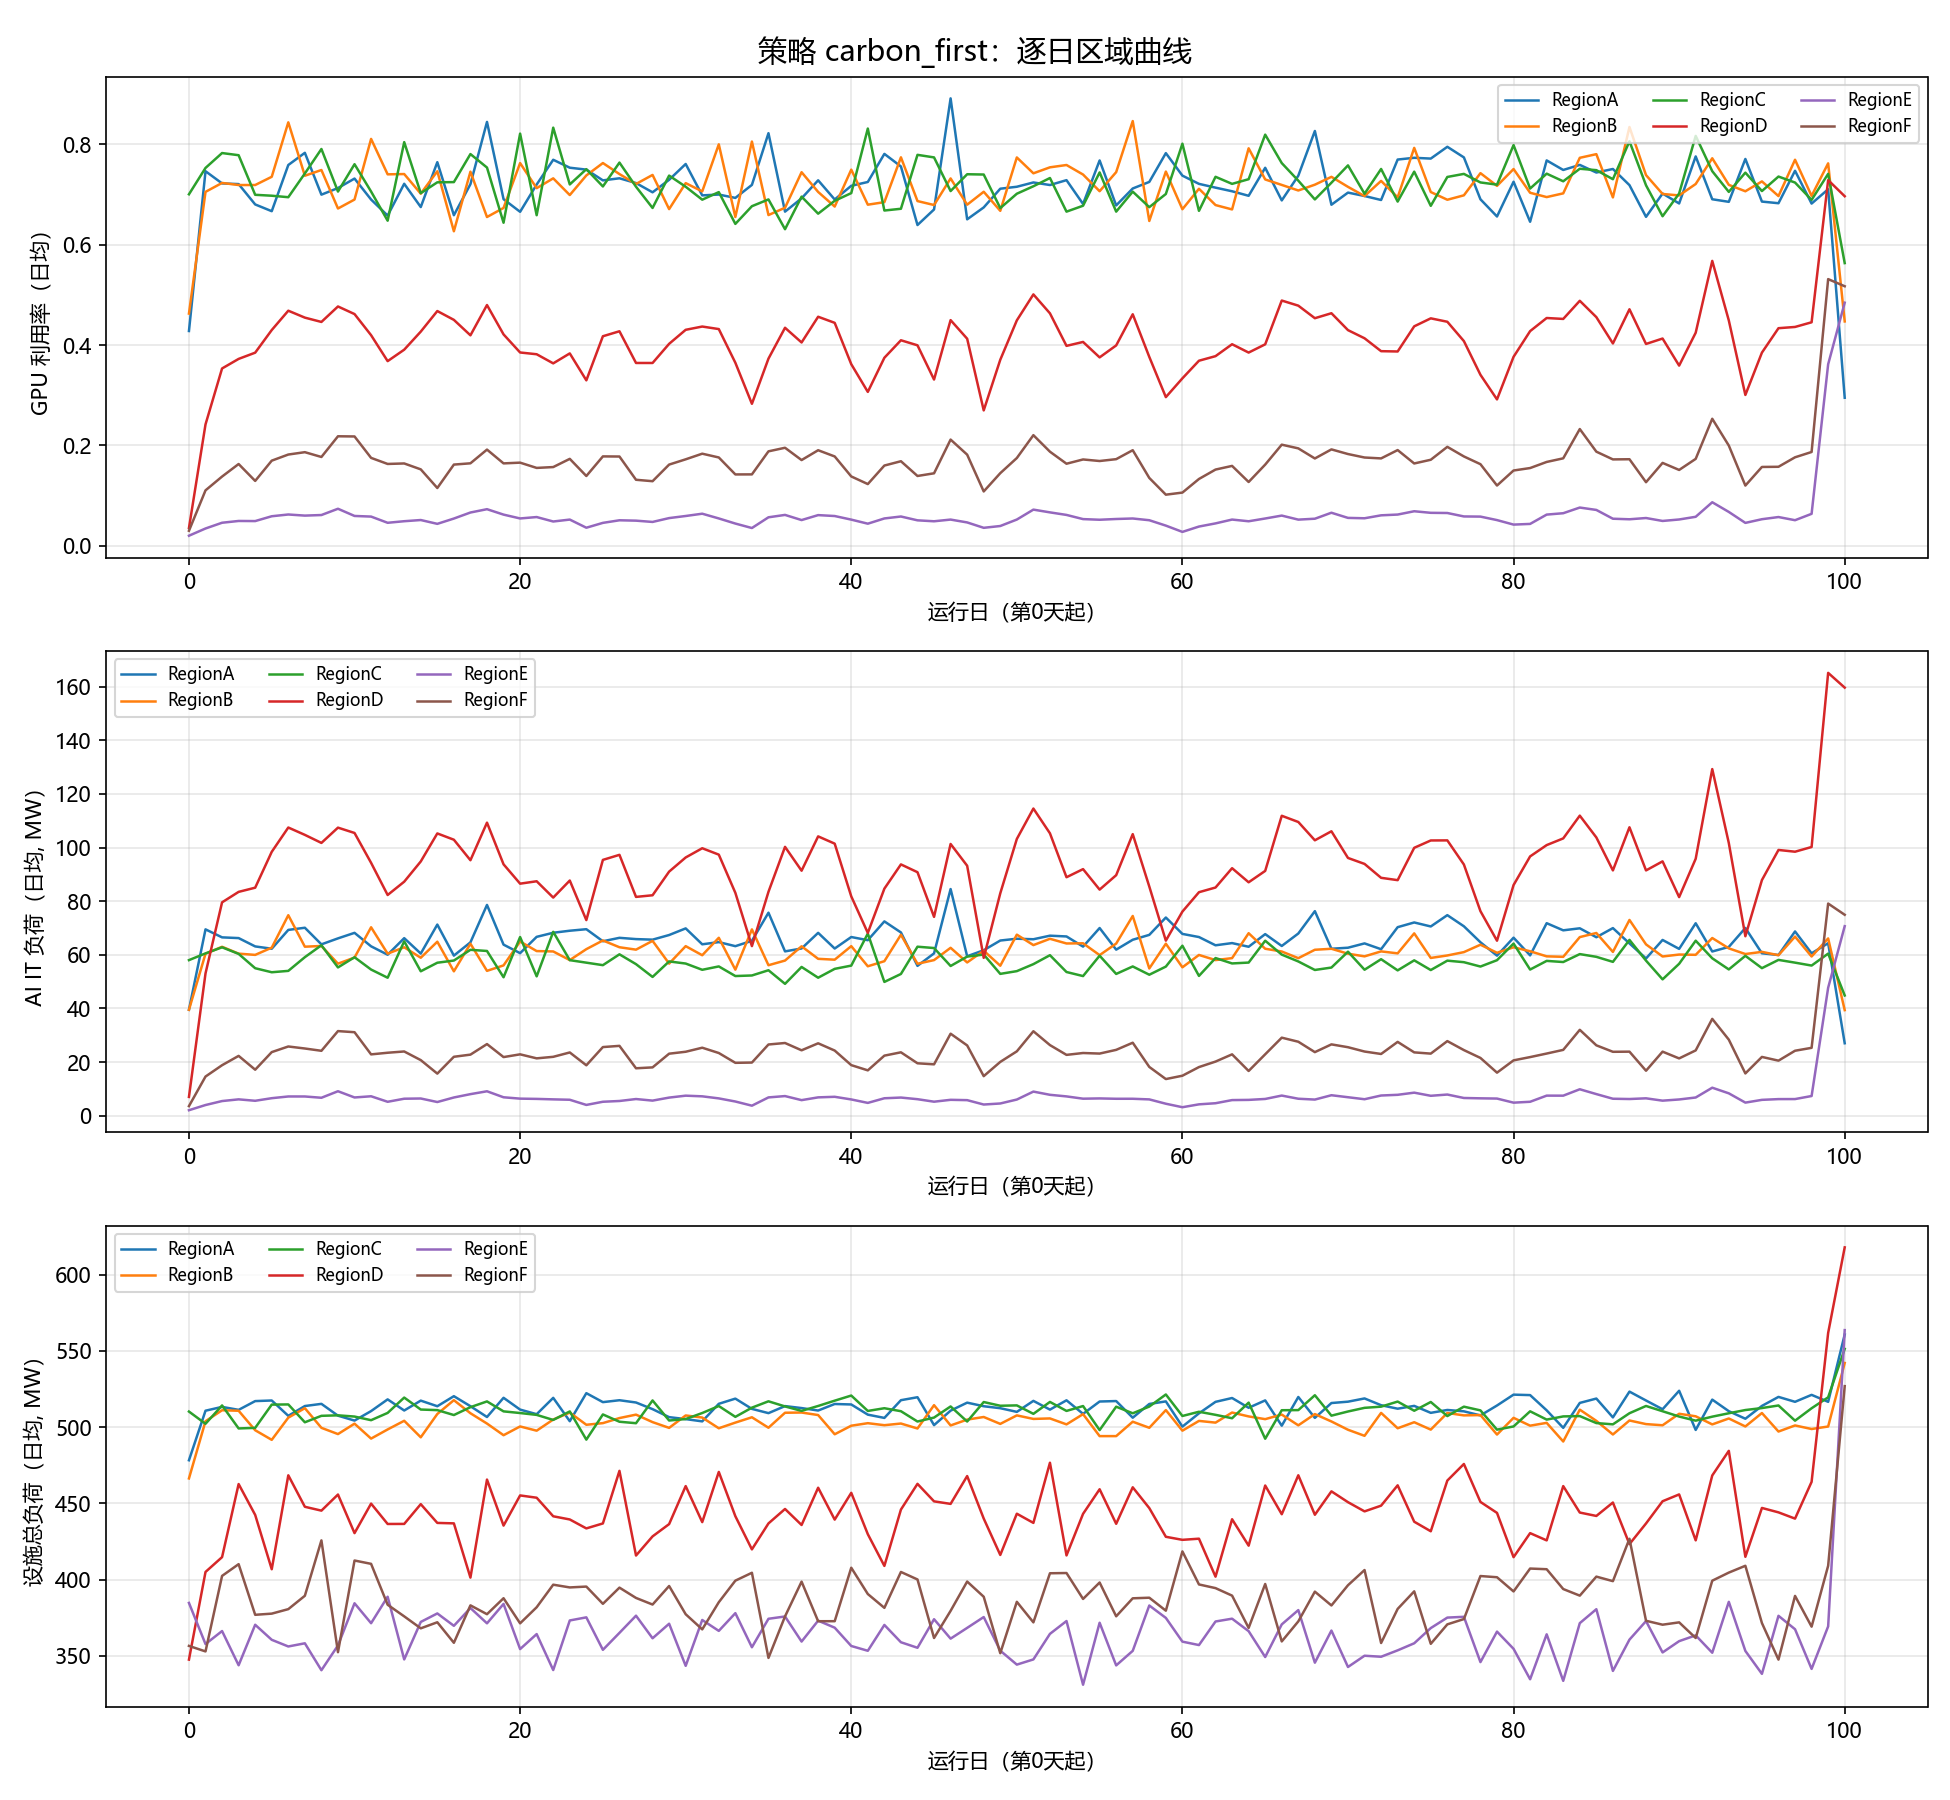 策略 carbon_first：逐日区域曲线
GPU 利用率（日均）
0.8
0.6
0.4
0.2
0.0
RegionA RegionC RegionE
RegionB RegionD RegionF
0 20 40 60 80 100
运行日（第0天起）
AI IT 负荷（日均, MW）
160
140
120
100
80
60
40
20
0
RegionA RegionC RegionE
RegionB RegionD RegionF
0 20 40 60 80 100
运行日（第0天起）
设施总负荷（日均, MW）
600
550
500
450
400
350
RegionA RegionC RegionE
RegionB RegionD RegionF
0 20 40 60 80 100
运行日（第0天起）